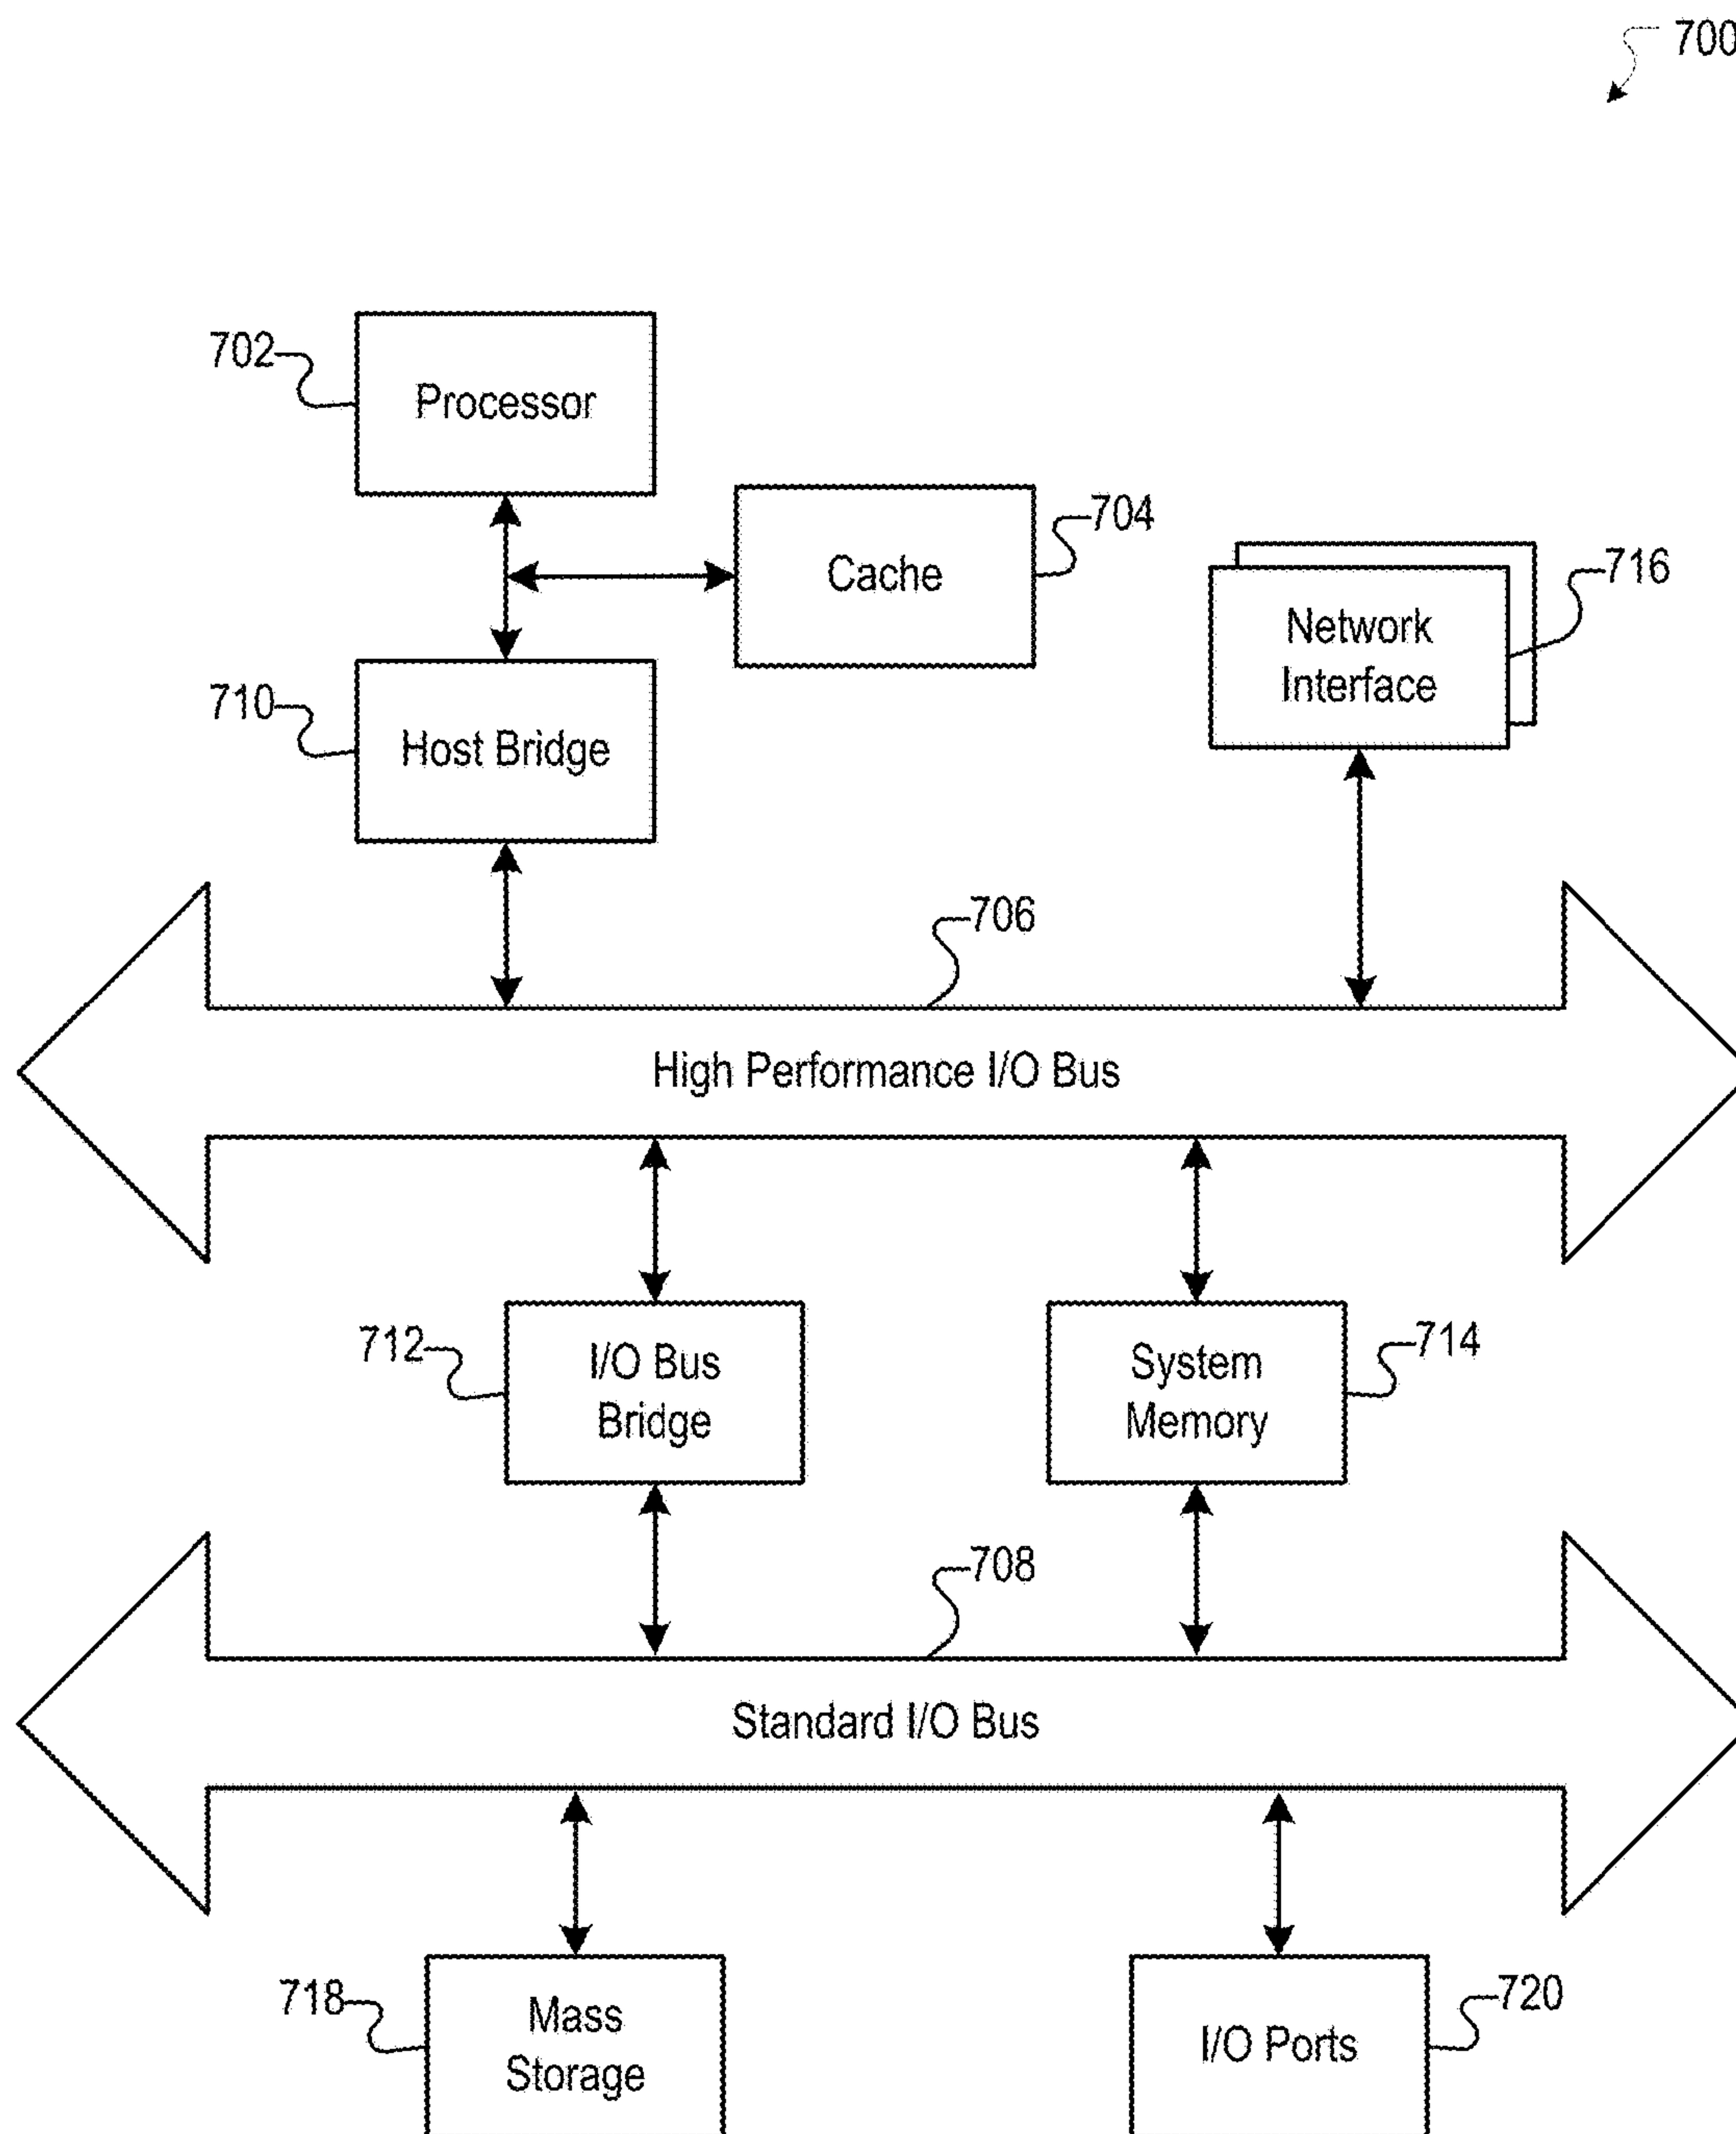 700
702
Processor
704
Cache
716
Network
Interface
710
Host Bridge
706
High Performance I/O Bus
712
I/O Bus
Bridge
714
System
Memory
708
Standard I/O Bus
718
Mass
Storage
720
I/O Ports